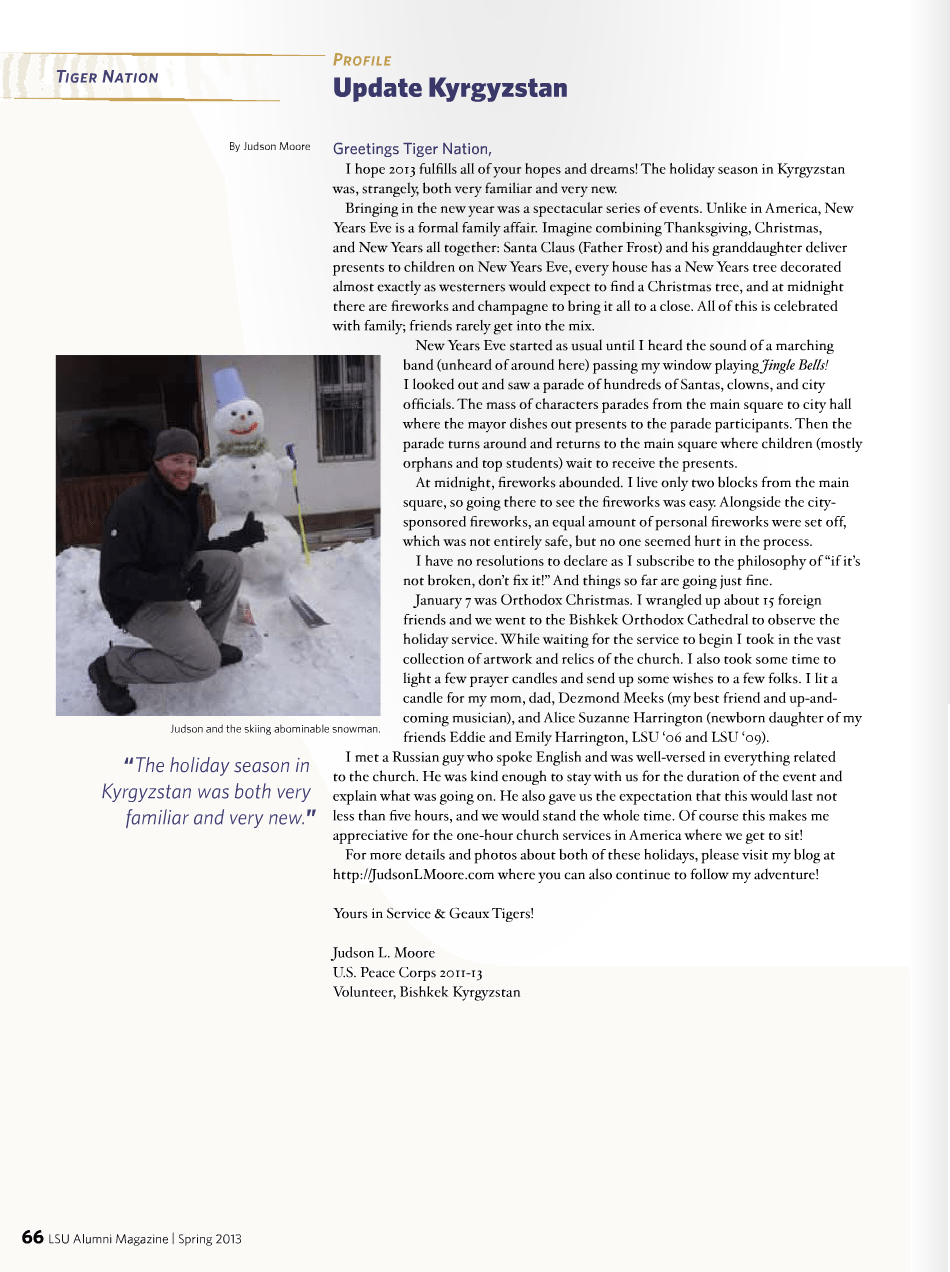 TIGER NATION
PROFILE
Update Kyrgyzstan
By Judson Moore
Greetings Tiger Nation,
I hope 2013 fulfills all of your hopes and dreams! The holiday season in Kyrgyzstan
was, strangely, both very familiar and very new.
Bringing in the new year was a spectacular series of events. Unlike in America, New
Years Eve is a formal family affair. Imagine combining Thanksgiving, Christmas,
and New Years all together: Santa Claus (Father Frost) and his granddaughter deliver
presents to children on New Years Eve, every house has a New Years tree decorated
almost exactly as westerners would expect to find a Christmas tree, and at midnight
there are fireworks and champagne to bring it all to a close. All of this is celebrated
with family; friends rarely get into the mix.
New Years Eve started as usual until I heard the sound of a marching
band (unheard of around here) passing my window playing Jingle Bells!
I looked out and saw a parade of hundreds of Santas, clowns, and city
officials. The mass of characters parades from the main square to city hall
where the mayor dishes out presents to the parade participants. Then the
parade turns around and returns to the main square where children (mostly
orphans and top students) wait to receive the presents.
At midnight, fireworks abounded. I live only two blocks from the main
square, so going there to see the fireworks was easy. Alongside the city-
sponsored fireworks, an equal amount of personal fireworks were set off,
which was not entirely safe, but no one seemed hurt in the process.
I have no resolutions to declare as I subscribe to the philosophy of “if it’s
not broken, don’t fix it!” And things so far are going just fine.
January 7 was Orthodox Christmas. I wrangled up about 15 foreign
friends and we went to the Bishkek Orthodox Cathedral to observe the
holiday service. While waiting for the service to begin I took in the vast
collection of artwork and relics of the church. I also took some time to
light a few prayer candles and send up some wishes to a few folks. I lit a
candle for my mom, dad, Dezmond Meeks (my best friend and up-and-
coming musician), and Alice Suzanne Harrington (newborn daughter of my
friends Eddie and Emily Harrington, LSU ‘06 and LSU ‘09).
I met a Russian guy who spoke English and was well-versed in everything related
to the church. He was kind enough to stay with us for the duration of the event and
explain what was going on. He also gave us the expectation that this would last not
less than five hours, and we would stand the whole time. Of course this makes me
appreciative for the one-hour church services in America where we get to sit!
For more details and photos about both of these holidays, please visit my blog at
http://JudsonLMoore.com where you can also continue to follow my adventure!
Yours in Service & Geaux Tigers!
Judson L. Moore
U.S. Peace Corps 2011-13
Volunteer, Bishkek Kyrgyzstan
Judson and the skiing abominable snowman.
“The holiday season in
Kyrgyzstan was both very
familiar and very new.”
66 LSU Alumni Magazine | Spring 2013